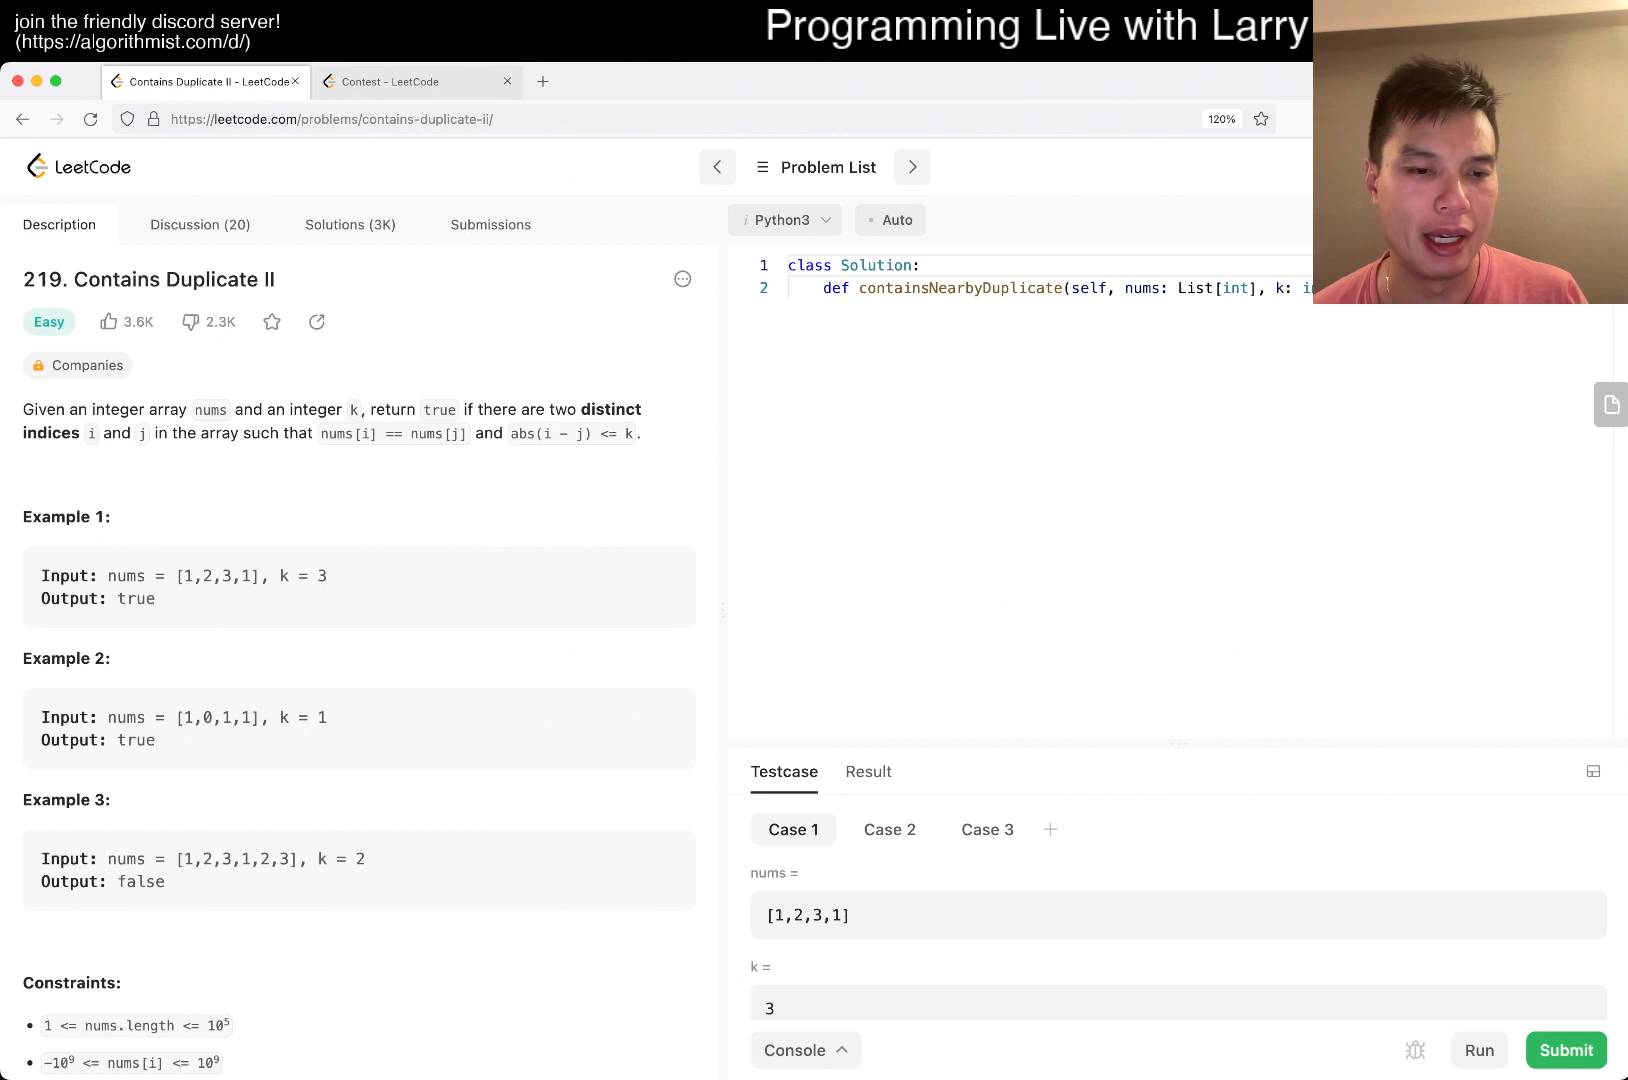 join the friendly discord server!
(https://algorithmist.com/d/)
Programming Live with Larry
Contains Duplicate II - LeetCode
Contest - LeetCode
https://leetcode.com/problems/contains-duplicate-ii/
120%
LeetCode
Problem List
Description
Discussion (20)
Solutions (3K)
Submissions
i Python3
Auto
219. Contains Duplicate II
Easy
3.6K
2.3K
Companies
Given an integer array nums and an integer k, return true if there are two distinct
indices i and j in the array such that nums[i] == nums[j] and abs(i - j) <= k.
Example 1:
Input: nums = [1,2,3,1], k = 3
Output: true
Example 2:
Input: nums = [1,0,1,1], k = 1
Output: true
Example 3:
Input: nums = [1,2,3,1,2,3], k = 2
Output: false
Constraints:
• 1 <= nums.length <= 10⁵
• -10⁹ <= nums[i] <= 10⁹
1 class Solution:
2 def containsNearbyDuplicate(self, nums: List[int], k: i
Testcase
Result
Case 1
Case 2
Case 3
nums =
[1,2,3,1]
k =
3
Console
Run
Submit